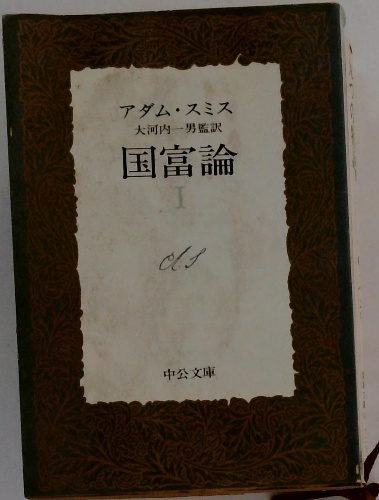 アダム・スミス
大河内一男監訳
国富論
I
中公文庫